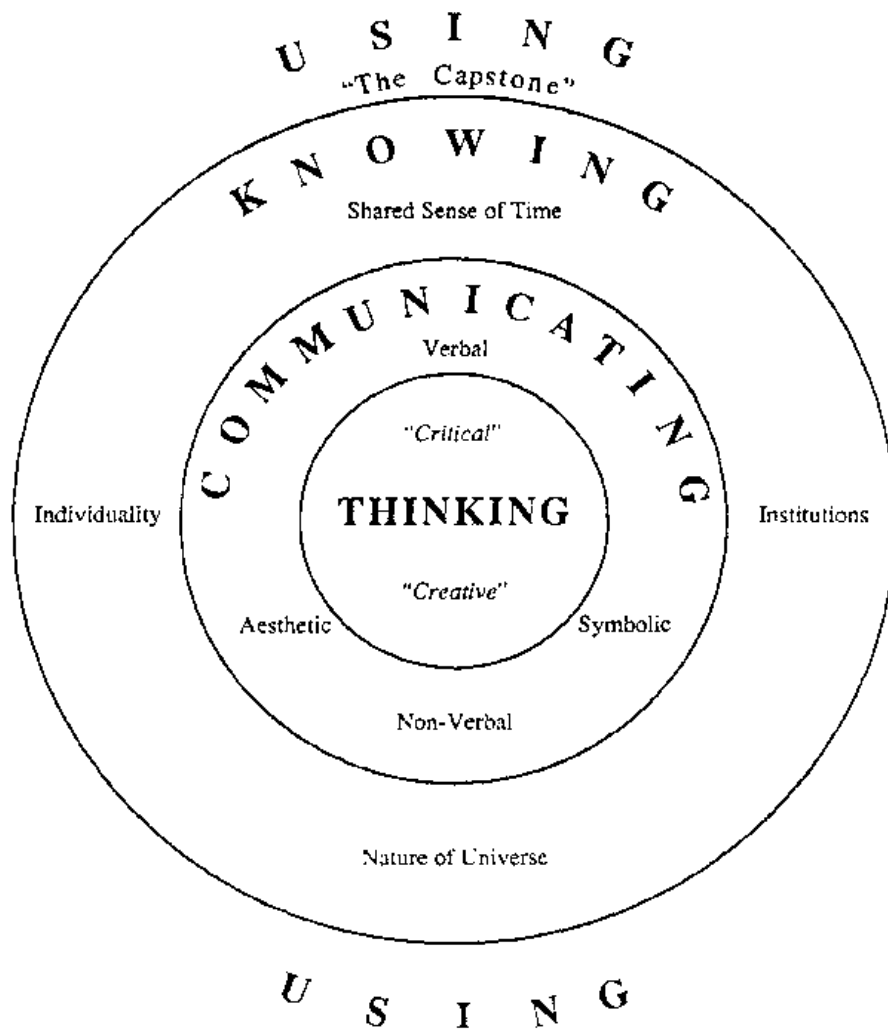 USING
"The Capstone"
KNOWING
Shared Sense of Time
COMMUNICATING
Verbal
"Critical"
Individuality
THINKING
Institutions
"Creative"
Aesthetic
Symbolic
Non-Verbal
Nature of Universe
USING